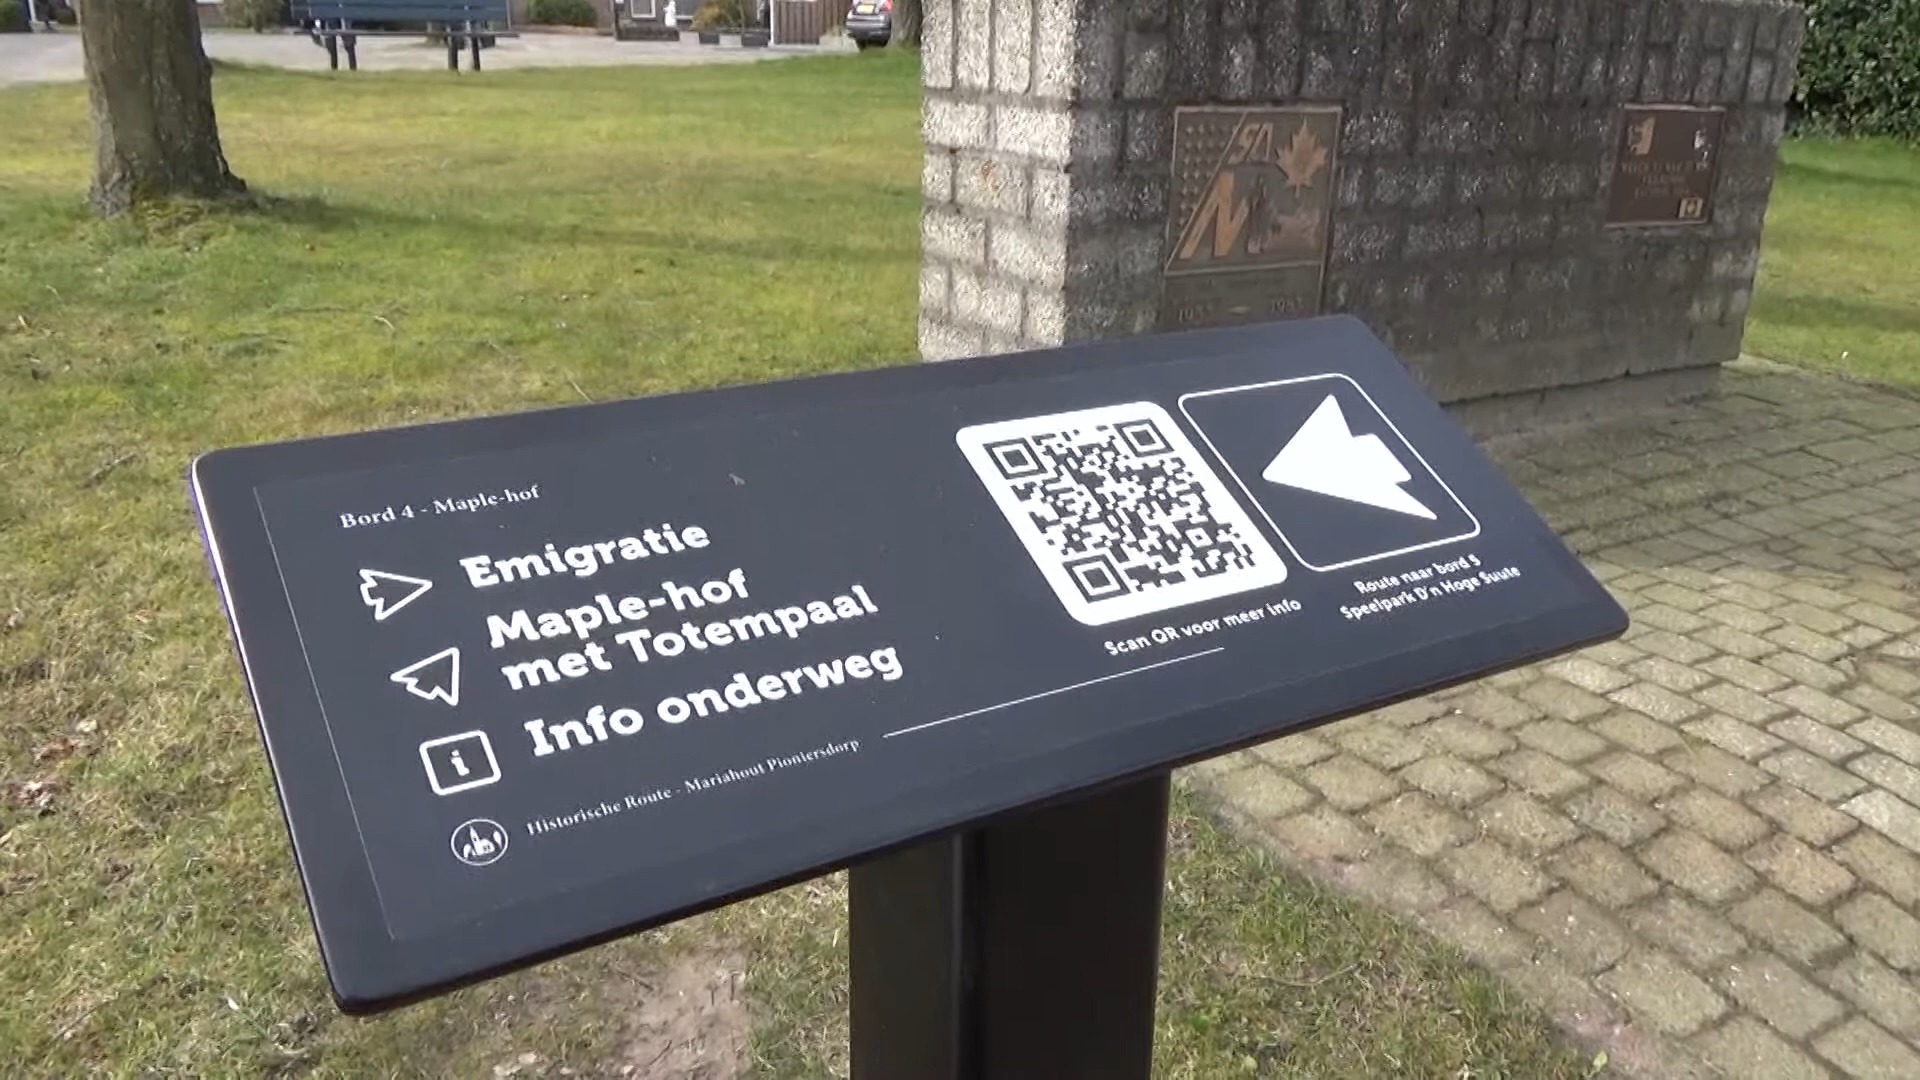 Bord 4 - Maple-hof
Emigratie
Maple-hof
met Totempaal
Info onderweg
i
Historische Route - Mariahout Pioniersdorp
Scan QR voor meer info
Route naar bord 5
Speelpark D'n Hoge Suute